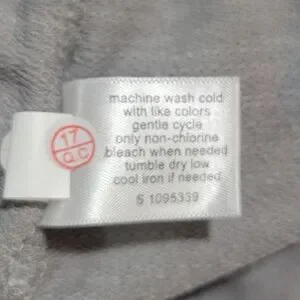 machine wash cold
with like colors
gentle cycle
only non-chlorine
bleach when needed
tumble dry low
cool iron if needed
S 1095339
17
Q.C